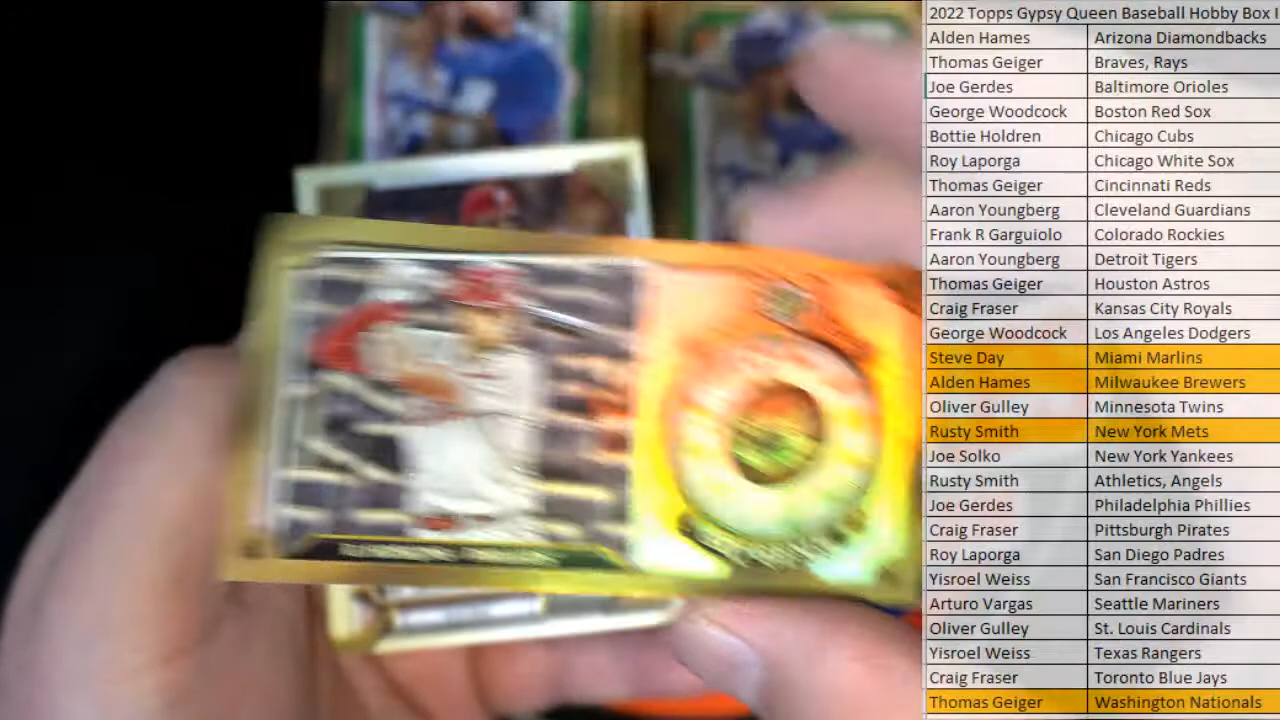 2022 Topps Gypsy Queen Baseball Hobby Box
Alden Hames Arizona Diamondbacks
Thomas Geiger Braves, Rays
Joe Gerdes Baltimore Orioles
George Woodcock Boston Red Sox
Bottie Holdren Chicago Cubs
Roy Laporga Chicago White Sox
Thomas Geiger Cincinnati Reds
Aaron Youngberg Cleveland Guardians
Frank R Garguiolo Colorado Rockies
Aaron Youngberg Detroit Tigers
Thomas Geiger Houston Astros
Craig Fraser Kansas City Royals
George Woodcock Los Angeles Dodgers
Steve Day Miami Marlins
Alden Hames Milwaukee Brewers
Oliver Gulley Minnesota Twins
Rusty Smith New York Mets
Joe Solko New York Yankees
Rusty Smith Athletics, Angels
Joe Gerdes Philadelphia Phillies
Craig Fraser Pittsburgh Pirates
Roy Laporga San Diego Padres
Yisroel Weiss San Francisco Giants
Arturo Vargas Seattle Mariners
Oliver Gulley St. Louis Cardinals
Yisroel Weiss Texas Rangers
Craig Fraser Toronto Blue Jays
Thomas Geiger Washington Nationals